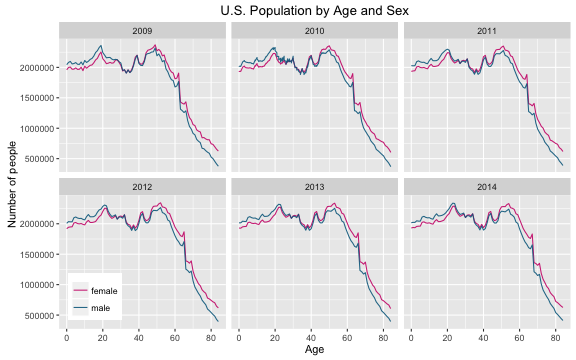 U.S. Population by Age and Sex
2009 2010 2011
2000000
1500000
1000000
500000
2012 2013 2014
2000000
1500000
1000000
500000
Number of people
female
male
0 20 40 60 80 0 20 40 60 80 0 20 40 60 80
Age